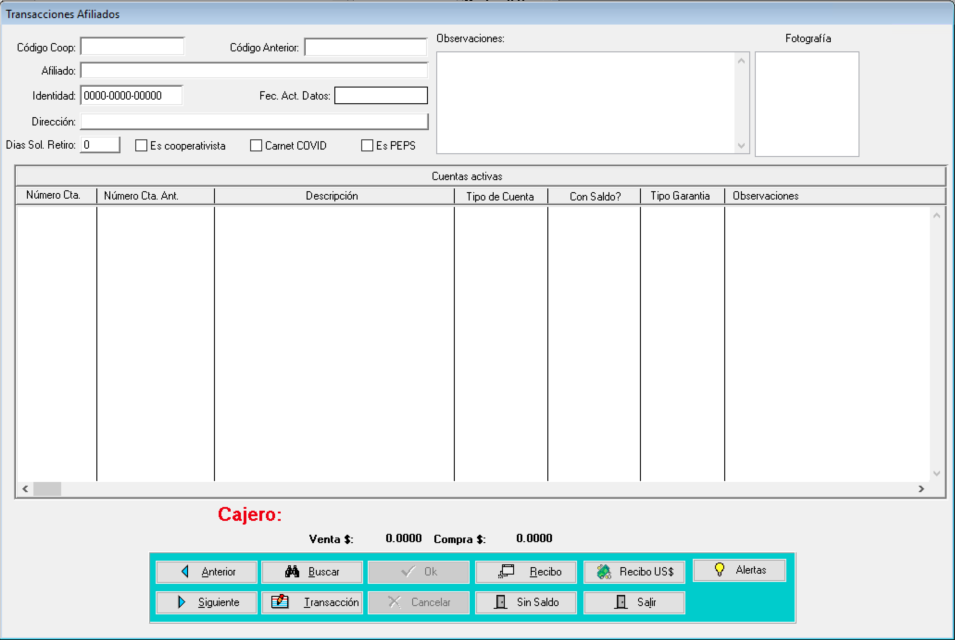 Transacciones Afiliados
Código Coop:
Código Anterior:
Observaciones:
Fotografía
Afiliado:
Identidad: 0000-0000-00000
Fec. Act. Datos:
Dirección:
Dias Sol. Retiro: 0
Es cooperativista
Carnet COVID
Es PEPS
Cuentas activas
Número Cta. Número Cta. Ant. Descripción Tipo de Cuenta Con Saldo? Tipo Garantia Observaciones
Cajero:
Venta $: 0.0000 Compra $: 0.0000
Anterior Buscar Ok Recibo Recibo US$ Alertas
Siguiente Transacción Cancelar Sin Saldo Salir